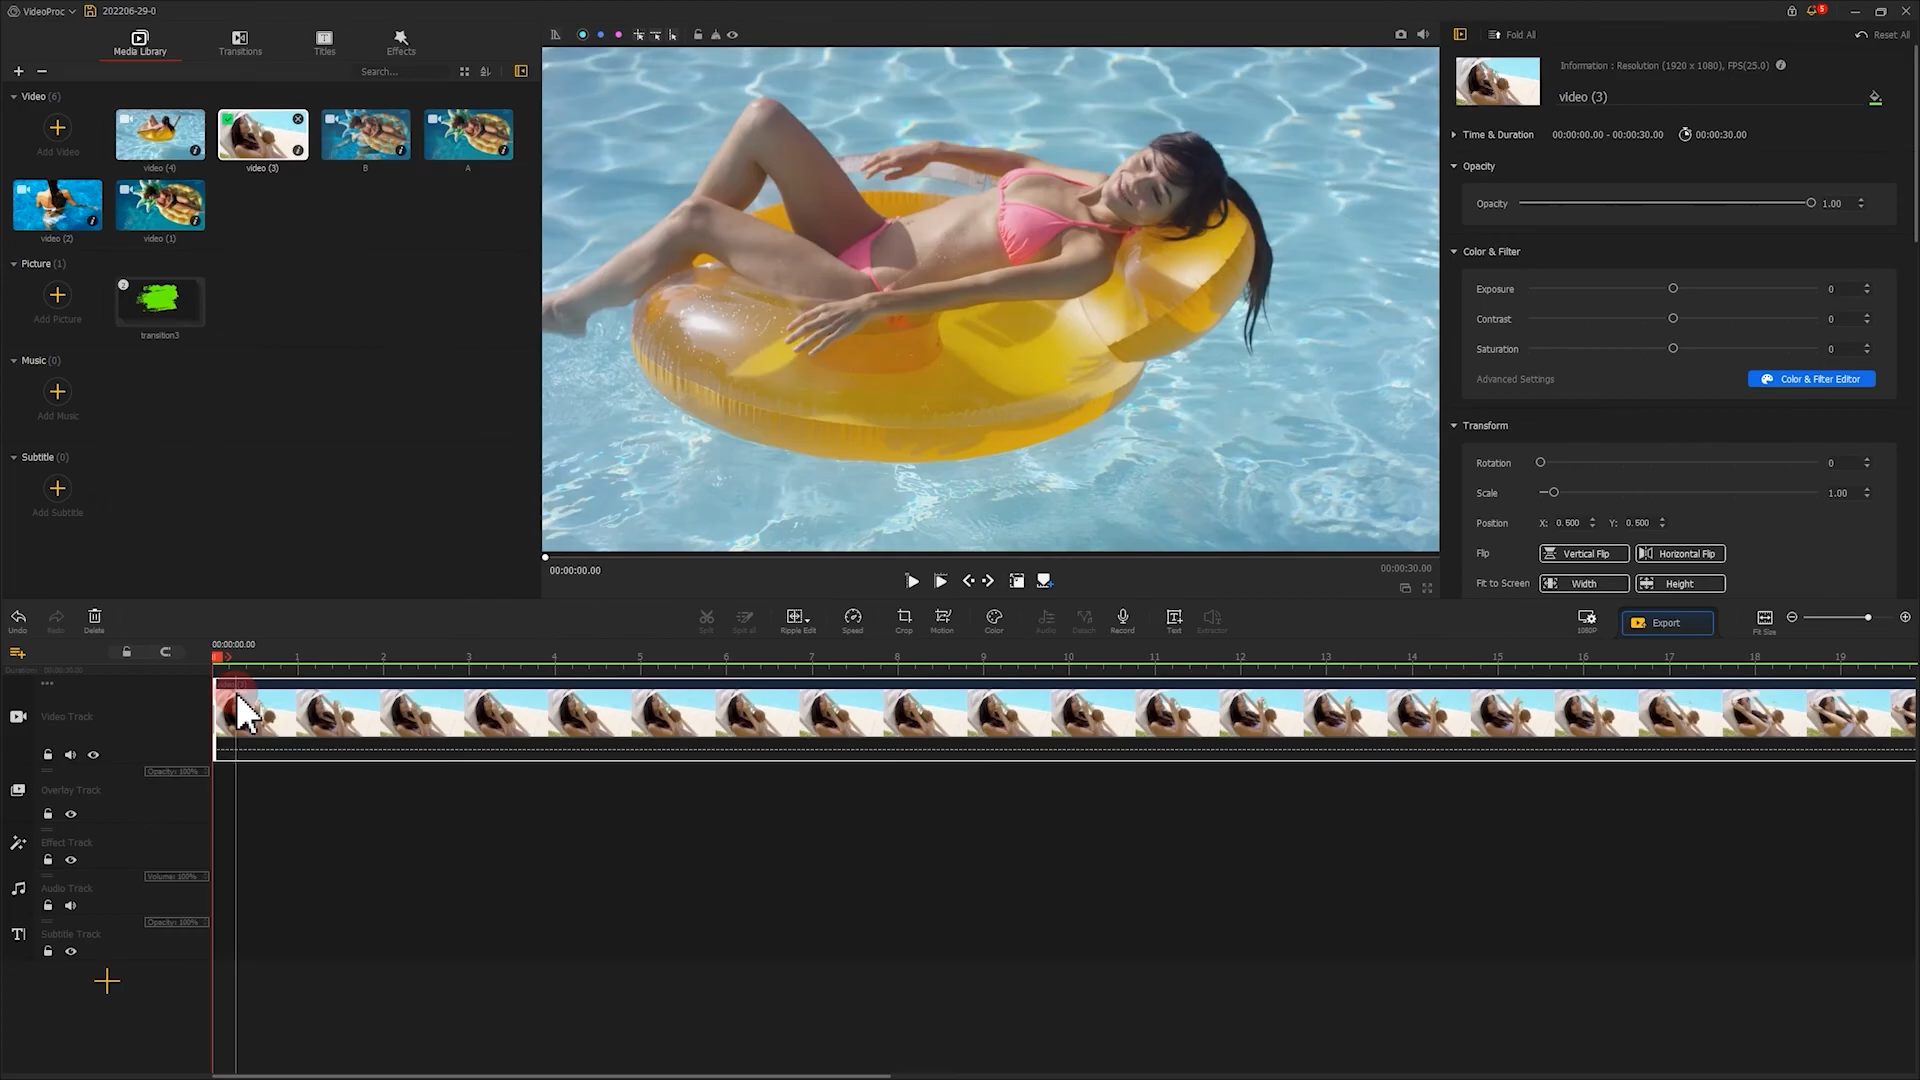 VideoProc
202206-29-0
5
Media Library
Transitions
Titles
Effects
Search...
Video (6)
Add Video
video (4)
video (3)
B
A
video (2)
video (1)
Picture (1)
Add Picture
2
transition3
Music (0)
Add Music
Subtitle (0)
Add Subtitle
00:00:00.00
00:00:30.00
Fold All
Reset All
Information : Resolution (1920 x 1080), FPS(25.0)
video (3)
Time & Duration 00:00:00.00 - 00:00:30.00 00:00:30.00
Opacity
Opacity 1.00
Color & Filter
Exposure 0
Contrast 0
Saturation 0
Advanced Settings Color & Filter Editor
Transform
Rotation 0
Scale 1.00
Position X: 0.500 Y: 0.500
Flip Vertical Flip Horizontal Flip
Fit to Screen Width Height
Undo
Redo
Delete
Split
Split all
Ripple Edit
Speed
Crop
Motion
Color
Audio
Detach
Record
Text
Extractor
1080P
Export
Fit Size
00:00:00.00
1 2 3 4 5 6 7 8 9 10 11 12 13 14 15 16 17 18 19
Duration: 00:00:30.00
Video Track
Opacity: 100%
Overlay Track
Effect Track
Volume: 100%
Audio Track
Opacity: 100%
Subtitle Track